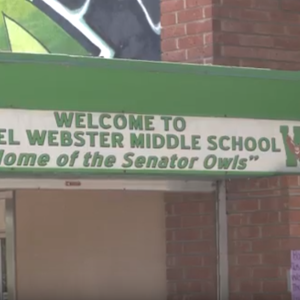 WELCOME TO
EL WEBSTER MIDDLE SCHOOL
Home of the Senator Owls"